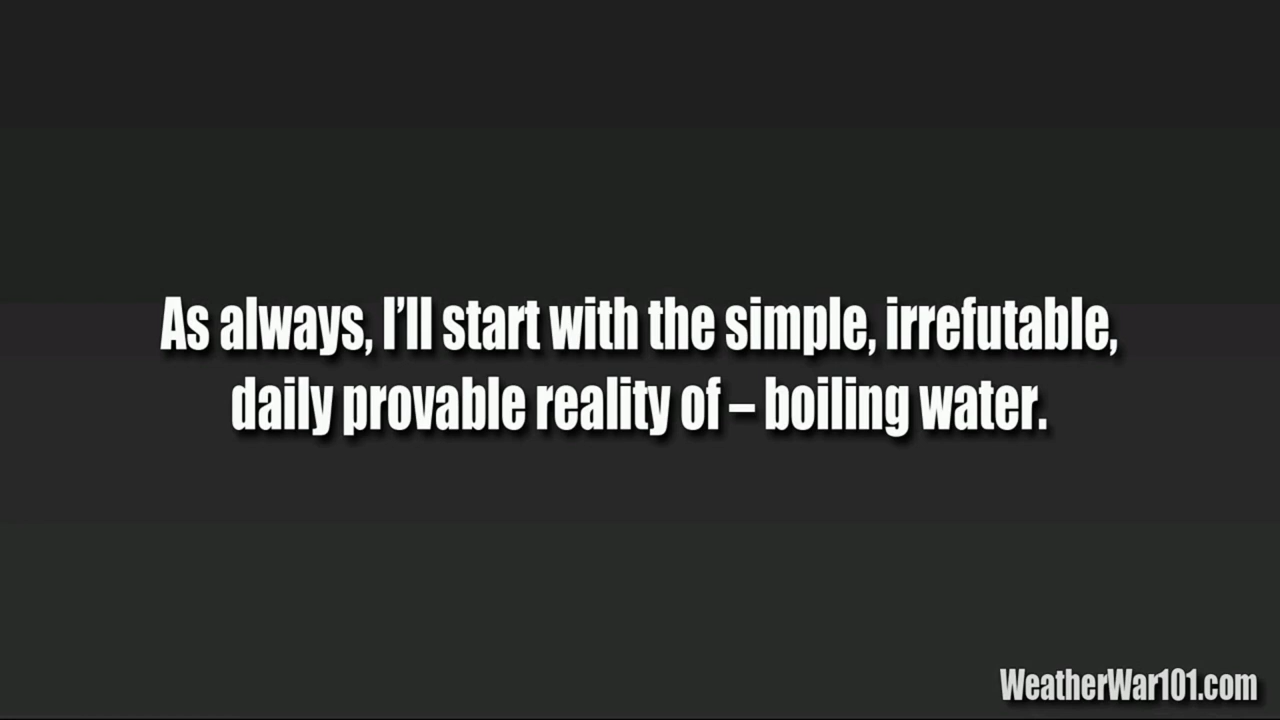 As always, I’ll start with the simple, irrefutable,
daily provable reality of – boiling water.
WeatherWar101.com